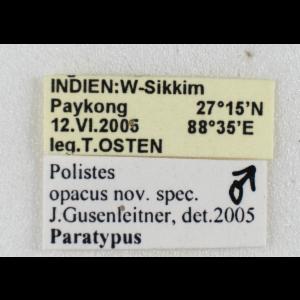 INDIEN:W-Sikkim
Paykong 27°15'N
12.VI.2005 88°35'E
leg.T.OSTEN
Polistes ♂
opacus nov. spec.
J.Gusenleitner, det.2005
Paratypus